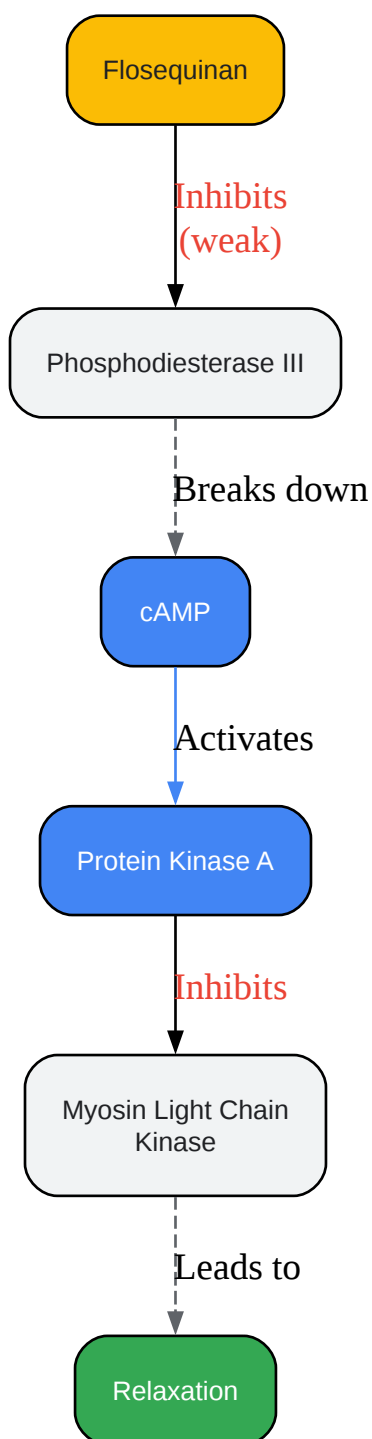 Flosequinan
Inhibits
(weak)
Phosphodiesterase III
Breaks down
cAMP
Activates
Protein Kinase A
Inhibits
Myosin Light Chain
Kinase
Leads to
Relaxation